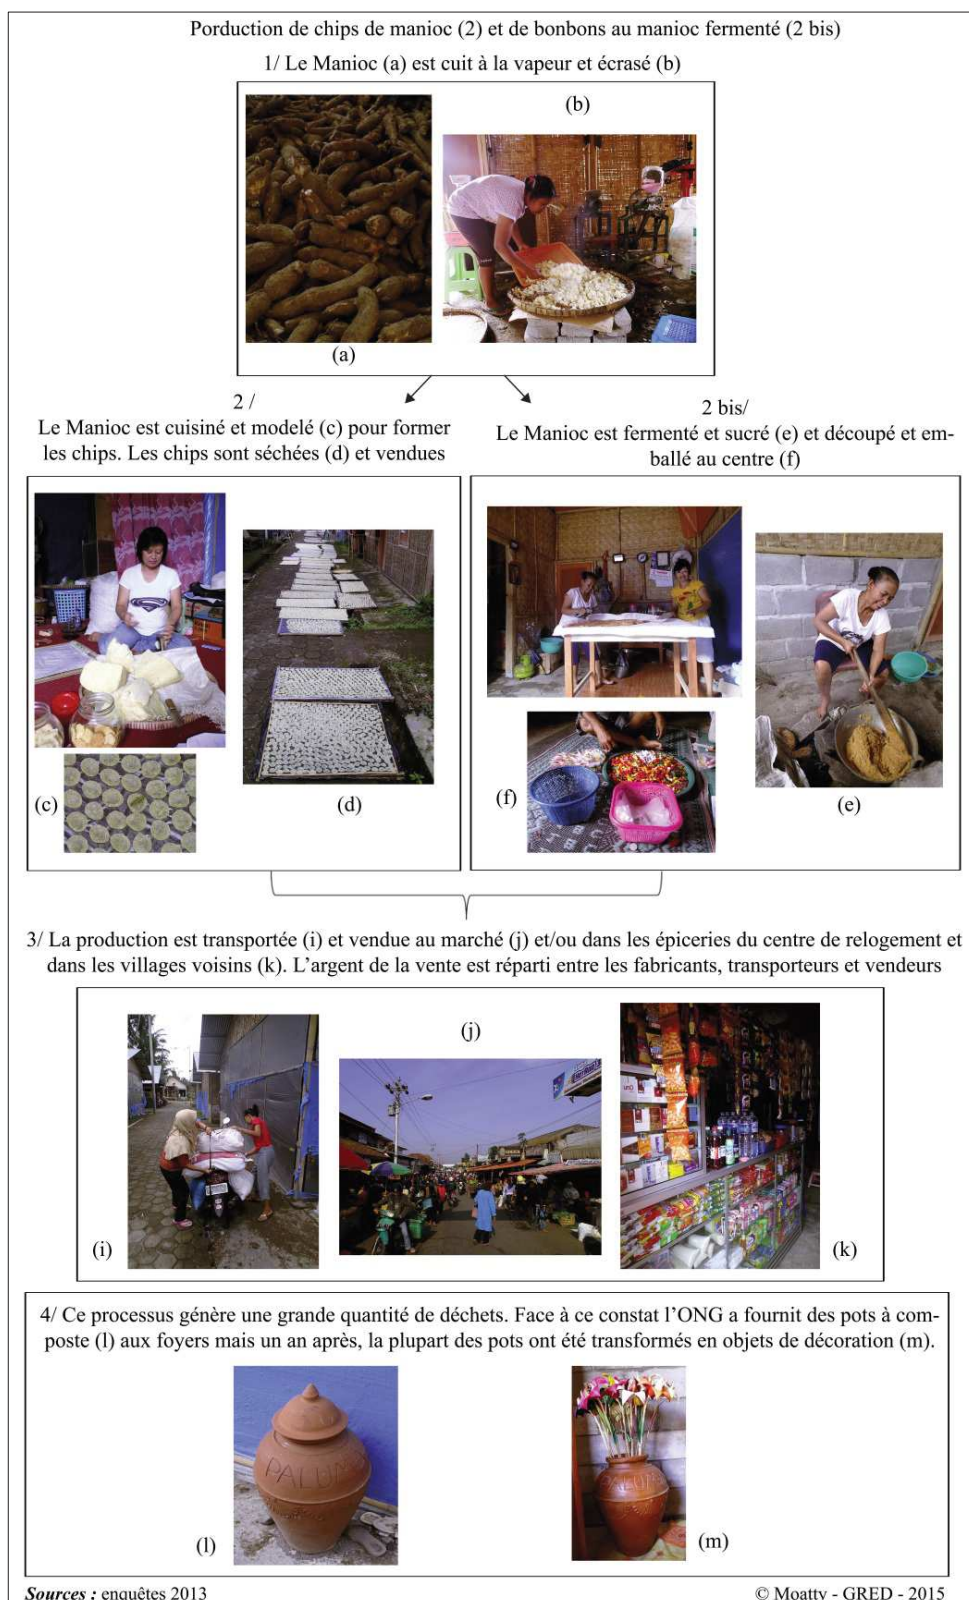 Porduction de chips de manioc (2) et de bonbons au manioc fermenté (2 bis)
1/ Le Manioc (a) est cuit à la vapeur et écrasé (b)
(b)
(a)
2 /
Le Manioc est cuisiné et modelé (c) pour former
les chips. Les chips sont séchées (d) et vendues
2 bis/
Le Manioc est fermenté et sucré (e) et découpé et em-
ballé au centre (f)
(c)
(d)
(f)
(e)
3/ La production est transportée (i) et vendue au marché (j) et/ou dans les épiceries du centre de relogement et
dans les villages voisins (k). L’argent de la vente est réparti entre les fabricants, transporteurs et vendeurs
(j)
(i)
(k)
4/ Ce processus génère une grande quantité de déchets. Face à ce constat l’ONG a fournit des pots à com-
poste (l) aux foyers mais un an après, la plupart des pots ont été transformés en objets de décoration (m).
(l)
(m)
Sources : enquêtes 2013
© Moatty - GRED - 2015